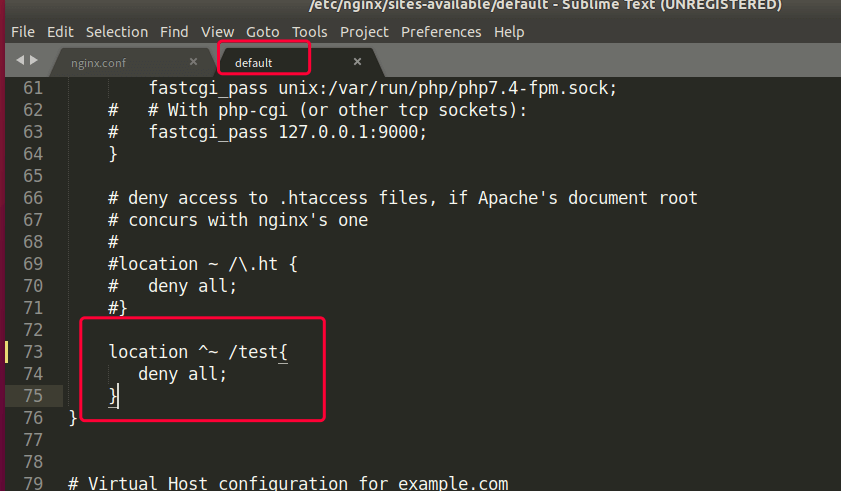 /etc/nginx/sites-available/default - Sublime Text (UNREGISTERED)
File Edit Selection Find View Goto Tools Project Preferences Help
nginx.conf × default ×
61 fastcgi_pass unix:/var/run/php/php7.4-fpm.sock;
62 # # With php-cgi (or other tcp sockets):
63 # fastcgi_pass 127.0.0.1:9000;
64 }
65
66 # deny access to .htaccess files, if Apache's document root
67 # concurs with nginx's one
68 #
69 #location ~ /\.ht {
70 # deny all;
71 #}
72
73 location ^~ /test{
74 deny all;
75 }
76 }
77
78
79 # Virtual Host configuration for example.com